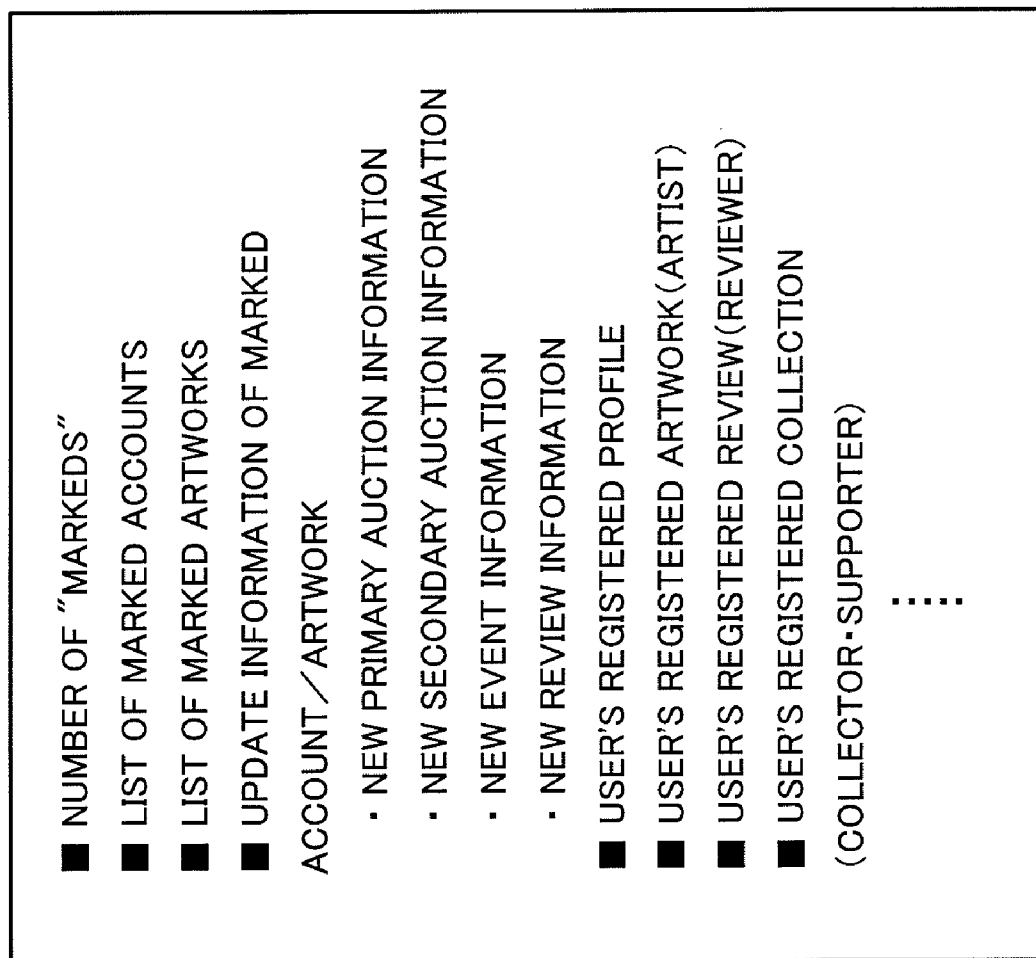 ■ NUMBER OF "MARKEDS"
■ LIST OF MARKED ACCOUNTS
■ LIST OF MARKED ARTWORKS
■ UPDATE INFORMATION OF MARKED
ACCOUNT／ARTWORK
・NEW PRIMARY AUCTION INFORMATION
・NEW SECONDARY AUCTION INFORMATION
・NEW EVENT INFORMATION
・NEW REVIEW INFORMATION
■ USER'S REGISTERED PROFILE
■ USER'S REGISTERED ARTWORK(ARTIST)
■ USER'S REGISTERED REVIEW(REVIEWER)
■ USER'S REGISTERED COLLECTION
(COLLECTOR・SUPPORTER)
.....